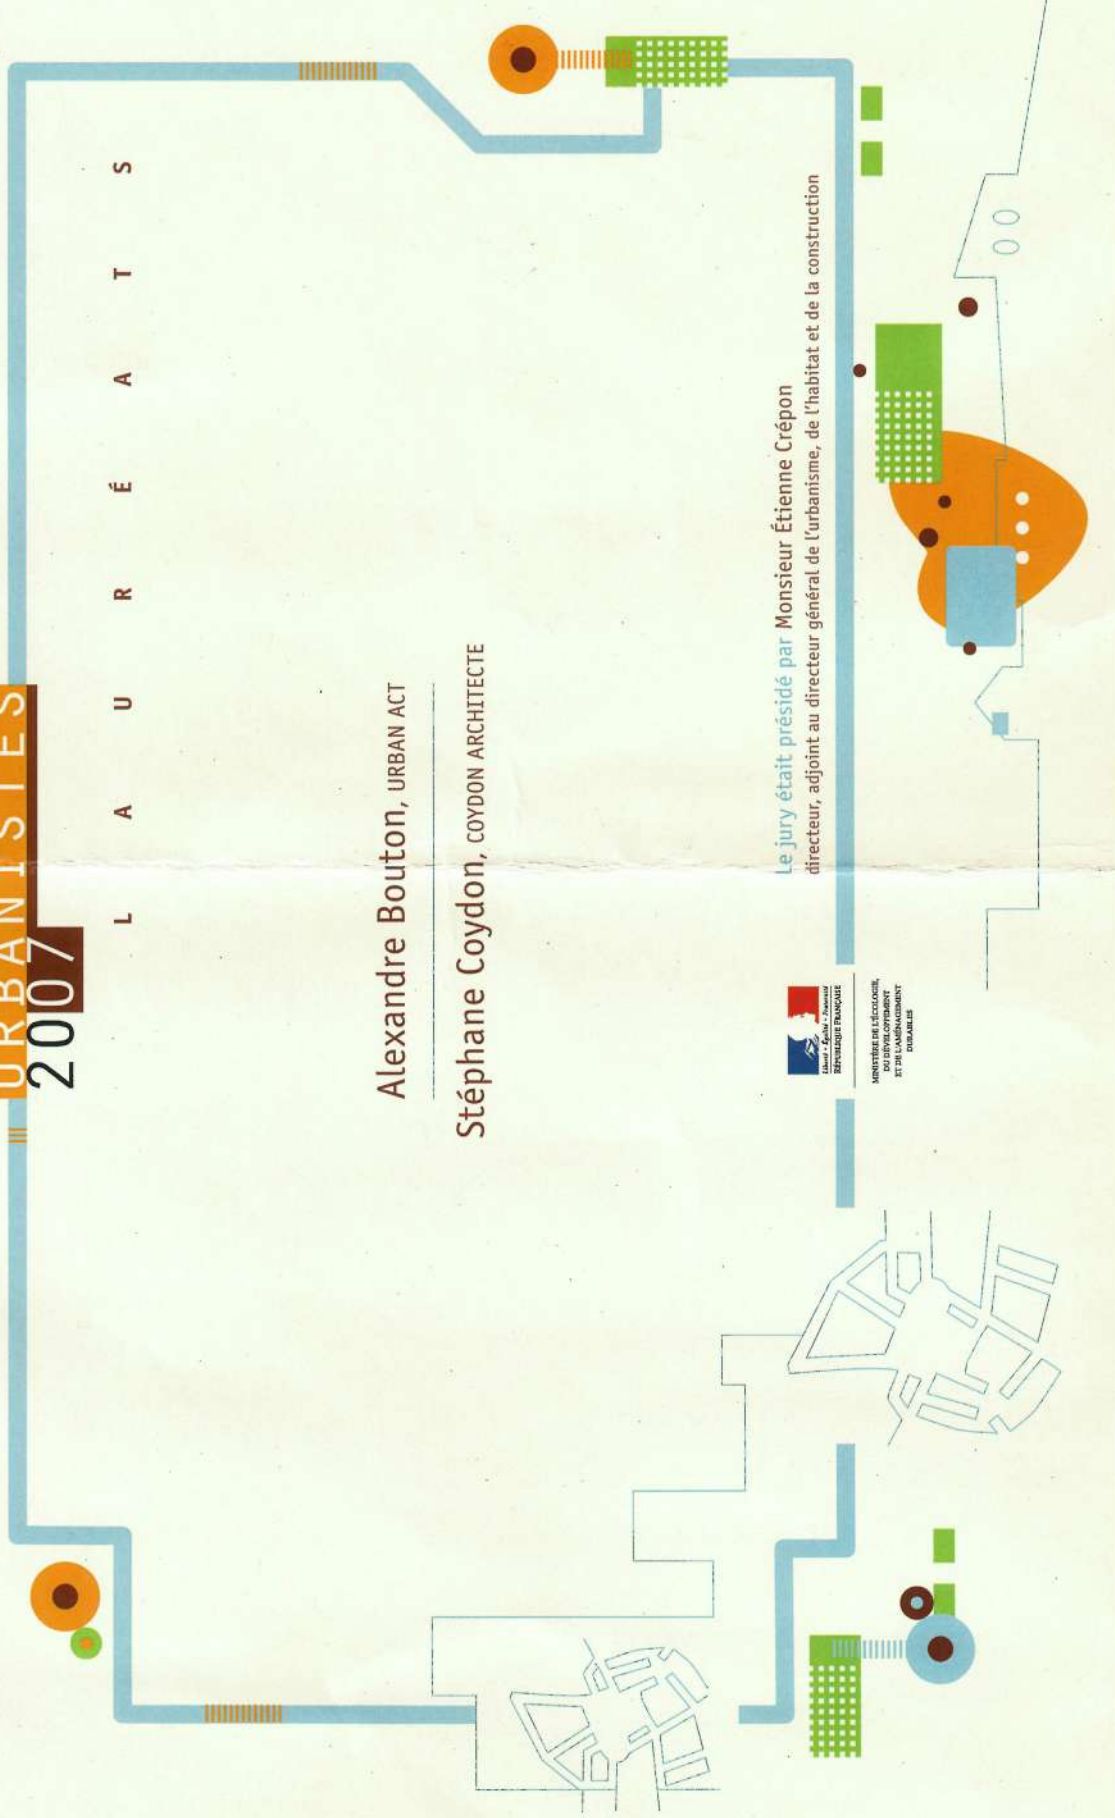 URBANISTES
2007
LAURÉATS
Alexandre Bouton, URBAN ACT
Stéphane Coydon, COYDON ARCHITECTE
Le jury était présidé par Monsieur Étienne Crépon
directeur, adjoint au directeur général de l'urbanisme, de l'habitat et de la construction
Liberté • Égalité • Fraternité
RÉPUBLIQUE FRANÇAISE
MINISTÈRE DE L'ÉCOLOGIE,
DU DÉVELOPPEMENT
ET DE L'AMÉNAGEMENT
DURABLES